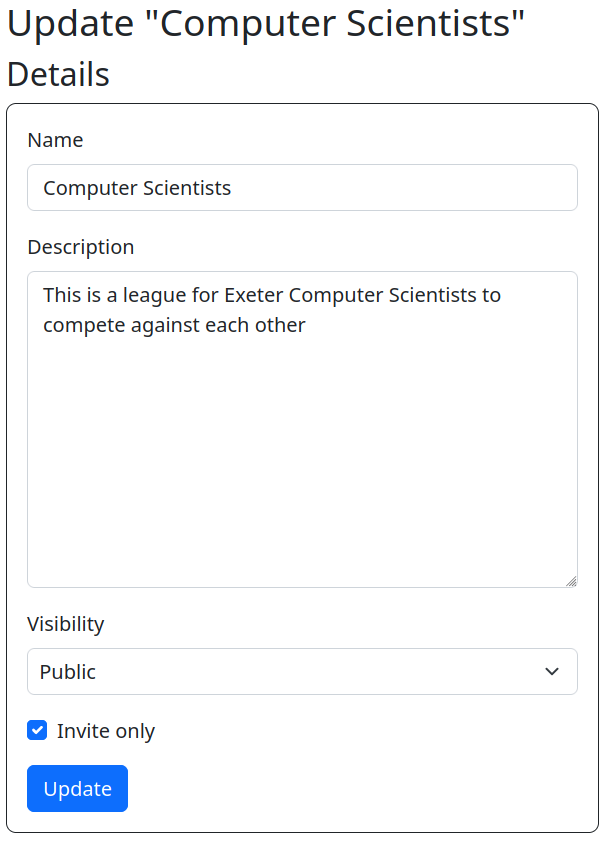 Update "Computer Scientists"
Details
Name
Computer Scientists
Description
This is a league for Exeter Computer Scientists to
compete against each other
Visibility
Public
Invite only
Update